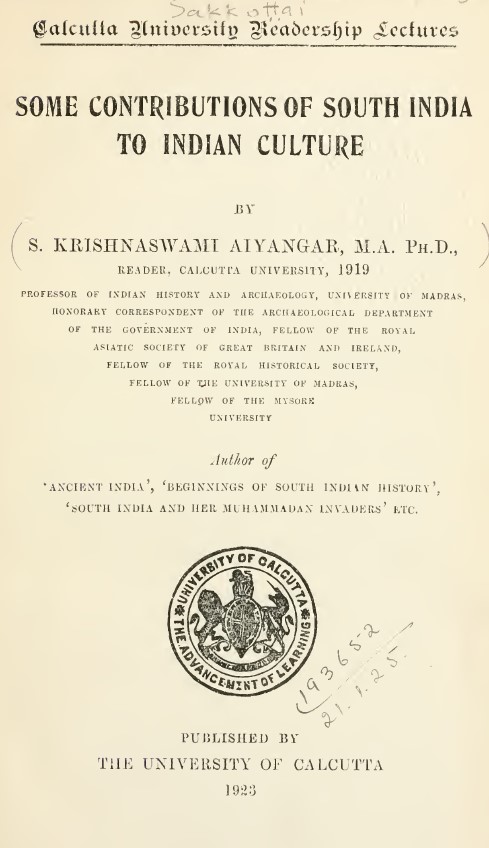 Sakkottai
Calcutta University Readership Lectures
SOME CONTRIBUTIONS OF SOUTH INDIA
TO INDIAN CULTURE
BY
S. KRISHNASWAMI AIYANGAR, M.A. PH.D.,
READER, CALCUTTA UNIVERSITY, 1919
PROFESSOR OF INDIAN HISTORY AND ARCHAEOLOGY, UNIVERSITY OF MADRAS,
HONORARY CORRESPONDENT OF THE ARCHAEOLOGICAL DEPARTMENT
OF THE GOVERNMENT OF INDIA, FELLOW OF THE ROYAL
ASIATIC SOCIETY OF GREAT BRITAIN AND IRELAND,
FELLOW OF THE ROYAL HISTORICAL SOCIETY,
FELLOW OF THE UNIVERSITY OF MADRAS,
FELLOW OF THE MYSORE
UNIVERSITY
Author of
'ANCIENT INDIA', 'BEGINNINGS OF SOUTH INDIAN HISTORY',
'SOUTH INDIA AND HER MUHAMMADAN INVADERS' ETC.
UNIVERSITY OF CALCUTTA
THE ADVANCEMENT OF LEARNING
193652
21.1.25.
PUBLISHED BY
THE UNIVERSITY OF CALCUTTA
1923